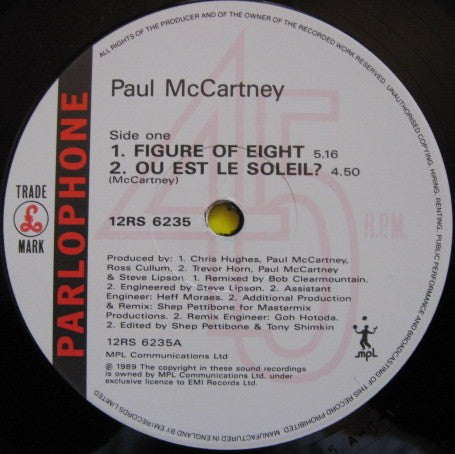 ALL RIGHTS OF THE PRODUCER AND OF THE OWNER OF THE RECORDED WORK RESERVED. UNAUTHORISED COPYING, HIRING, RENTING, PUBLIC PERFORMANCE AND BROADCASTING OF THIS RECORD PROHIBITED. MANUFACTURED IN ENGLAND BY EMI RECORDS LIMITED
PARLOPHONE
TRADE
£
MARK
45
R.P.M.
Paul McCartney
Side one
1. FIGURE OF EIGHT 5.16
2. OU EST LE SOLEIL? 4.50
(McCartney)
12RS 6235
Produced by: 1. Chris Hughes, Paul McCartney,
Ross Cullum, 2. Trevor Horn, Paul McCartney
& Steve Lipson. 1. Remixed by Bob Clearmountain.
2. Engineered by Steve Lipson. 2. Assistant
Engineer: Heff Moraes. 2. Additional Production
& Remix: Shep Pettibone for Mastermix
Productions. 2. Remix Engineer: Goh Hotoda.
2. Edited by Shep Pettibone & Tony Shimkin
12RS 6235A
MPL Communications Ltd
℗ 1989 The copyright in these sound recordings
is owned by MPL Communications Ltd. under
exclusive licence to EMI Records Ltd.
MPL